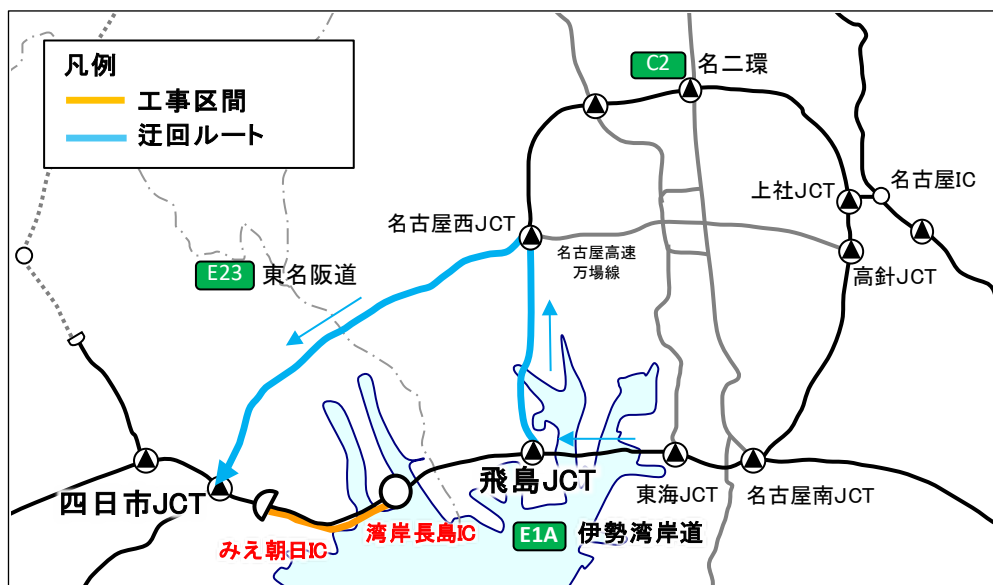 凡例
工事区間
迂回ルート
C2 名二環
上社JCT
名古屋IC
名古屋西JCT
名古屋高速
万場線
高針JCT
E23 東名阪道
四日市JCT
飛島JCT
東海JCT
名古屋南JCT
みえ朝日IC
湾岸長島IC
E1A 伊勢湾岸道